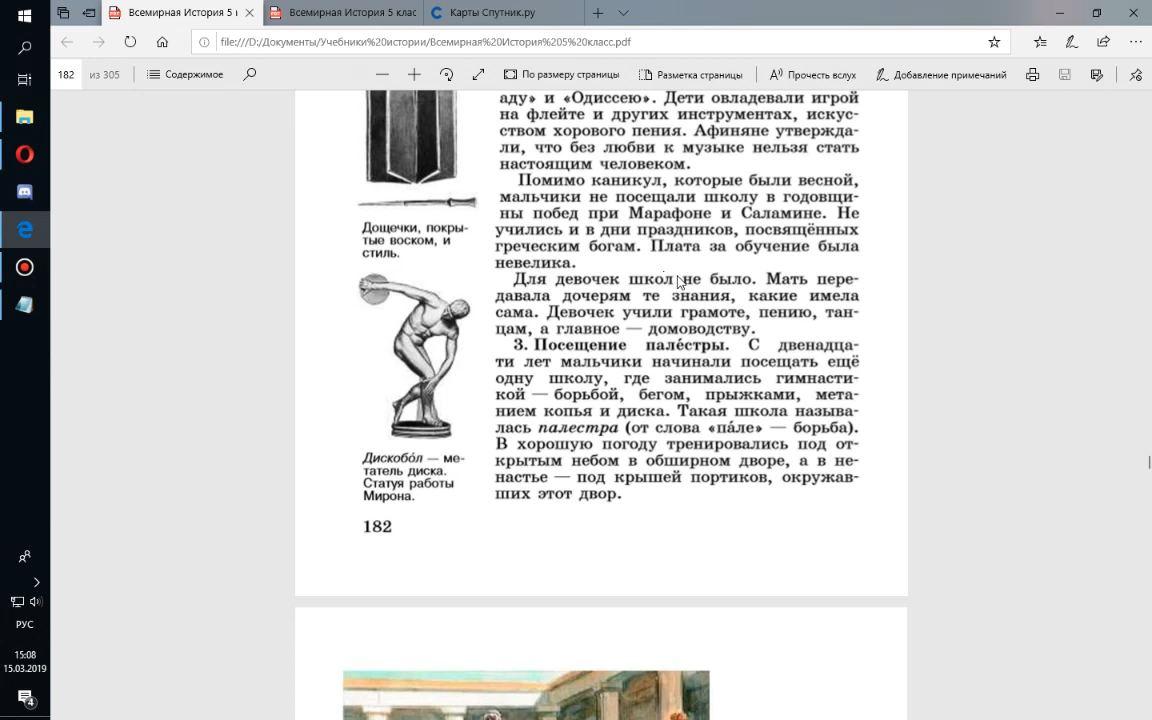 Всемирная История 5 к
Всемирная История 5 клас
Карты Спутник.ру
file:///D:/Документы/Учебники%20истории/Всемирная%20История%205%20класс.pdf
182 из 305
Содержимое
По размеру страницы
Разметка страницы
Прочесть вслух
Добавление примечаний
аду» и «Одиссею». Дети овладевали игрой
на флейте и других инструментах, искус-
ством хорового пения. Афиняне утвержда-
ли, что без любви к музыке нельзя стать
настоящим человеком.
Помимо каникул, которые были весной,
мальчики не посещали школу в годовщи-
ны побед при Марафоне и Саламине. Не
учились и в дни праздников, посвящённых
греческим богам. Плата за обучение была
невелика.
Для девочек школ не было. Мать пере-
давала дочерям те знания, какие имела
сама. Девочек учили грамоте, пению, тан-
цам, а главное — домоводству.
3. Посещение пале́стры. С двенадца-
ти лет мальчики начинали посещать ещё
одну школу, где занимались гимнасти-
кой — борьбой, бегом, прыжками, мета-
нием копья и диска. Такая школа называ-
лась палестра (от слова «па́ле» — борьба).
В хорошую погоду тренировались под от-
крытым небом в обширном дворе, а в не-
настье — под крышей портиков, окружав-
ших этот двор.
Дощечки, покры-
тые воском, и
стиль.
Дискобо́л — ме-
татель диска.
Статуя работы
Мирона.
182
РУС
15:08
15.03.2019
4